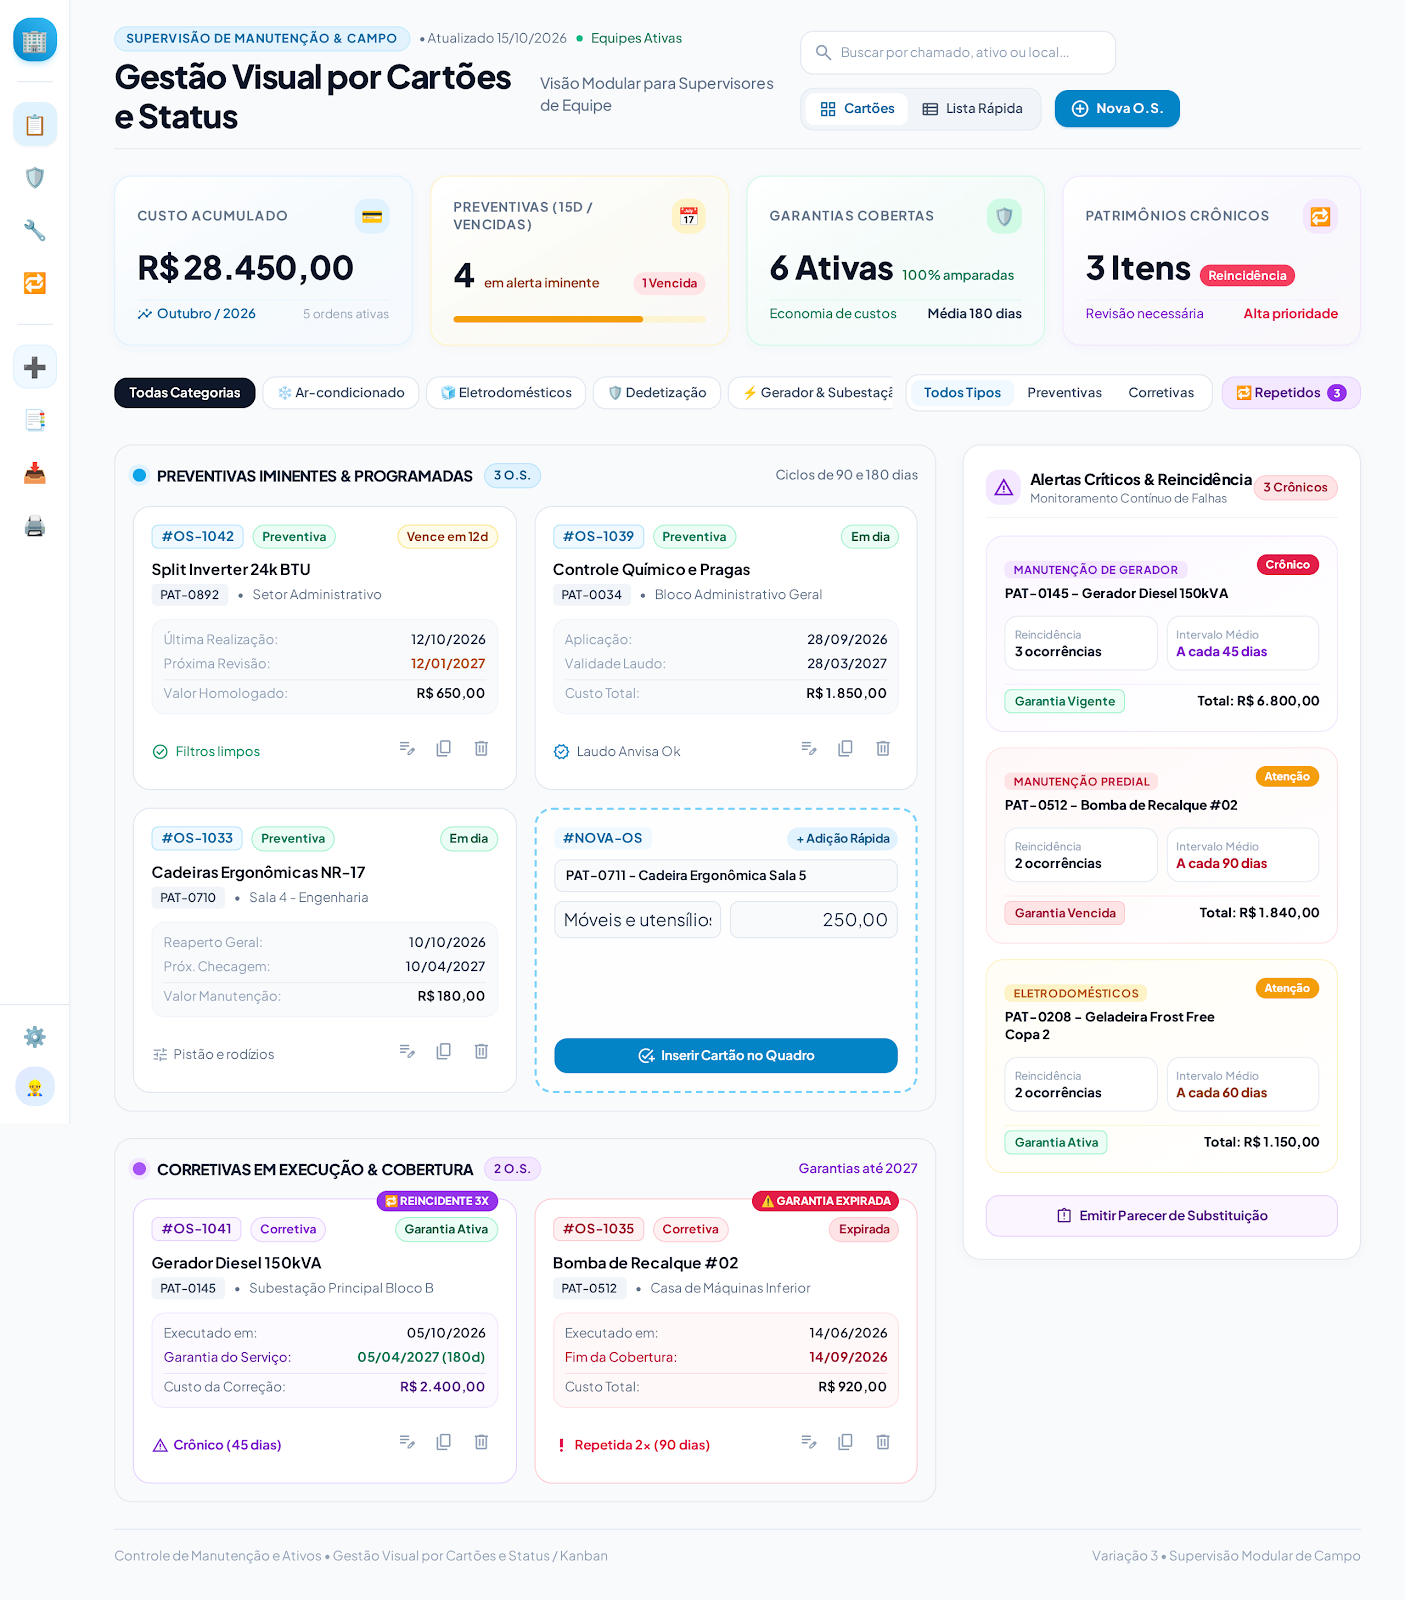 SUPERVISÃO DE MANUTENÇÃO & CAMPO
• Atualizado 15/10/2026
Equipes Ativas
Gestão Visual por Cartões
e Status
Visão Modular para Supervisores
de Equipe
Buscar por chamado, ativo ou local...
Cartões
Lista Rápida
Nova O.S.
CUSTO ACUMULADO
R$ 28.450,00
Outubro / 2026
5 ordens ativas
PREVENTIVAS (15D /
VENCIDAS)
4 em alerta iminente
1 Vencida
GARANTIAS COBERTAS
6 Ativas 100% amparadas
Economia de custos
Média 180 dias
PATRIMÔNIOS CRÔNICOS
3 Itens Reincidência
Revisão necessária
Alta prioridade
Todas Categorias
Ar-condicionado
Eletrodomésticos
Dedetização
Gerador & Subestaçã
Todos Tipos
Preventivas
Corretivas
Repetidos 3
PREVENTIVAS IMINENTES & PROGRAMADAS
3 O.S.
Ciclos de 90 e 180 dias
#OS-1042
Preventiva
Vence em 12d
Split Inverter 24k BTU
PAT-0892 • Setor Administrativo
Última Realização: 12/10/2026
Próxima Revisão: 12/01/2027
Valor Homologado: R$ 650,00
Filtros limpos
#OS-1039
Preventiva
Em dia
Controle Químico e Pragas
PAT-0034 • Bloco Administrativo Geral
Aplicação: 28/09/2026
Validade Laudo: 28/03/2027
Custo Total: R$ 1.850,00
Laudo Anvisa Ok
#OS-1033
Preventiva
Em dia
Cadeiras Ergonômicas NR-17
PAT-0710 • Sala 4 - Engenharia
Reaperto Geral: 10/10/2026
Próx. Checagem: 10/04/2027
Valor Manutenção: R$ 180,00
Pistão e rodízios
#NOVA-OS
+ Adição Rápida
PAT-0711 - Cadeira Ergonômica Sala 5
Móveis e utensílios
250,00
Inserir Cartão no Quadro
CORRETIVAS EM EXECUÇÃO & COBERTURA
2 O.S.
Garantias até 2027
REINCIDENTE 3X
#OS-1041
Corretiva
Garantia Ativa
Gerador Diesel 150kVA
PAT-0145 • Subestação Principal Bloco B
Executado em: 05/10/2026
Garantia do Serviço: 05/04/2027 (180d)
Custo da Correção: R$ 2.400,00
Crônico (45 dias)
GARANTIA EXPIRADA
#OS-1035
Corretiva
Expirada
Bomba de Recalque #02
PAT-0512 • Casa de Máquinas Inferior
Executado em: 14/06/2026
Fim da Cobertura: 14/09/2026
Custo Total: R$ 920,00
Repetida 2x (90 dias)
Alertas Críticos & Reincidência
Monitoramento Contínuo de Falhas
3 Crônicos
MANUTENÇÃO DE GERADOR
Crônico
PAT-0145 - Gerador Diesel 150kVA
Reincidência
3 ocorrências
Intervalo Médio
A cada 45 dias
Garantia Vigente
Total: R$ 6.800,00
MANUTENÇÃO PREDIAL
Atenção
PAT-0512 - Bomba de Recalque #02
Reincidência
2 ocorrências
Intervalo Médio
A cada 90 dias
Garantia Vencida
Total: R$ 1.840,00
ELETRODOMÉSTICOS
Atenção
PAT-0208 - Geladeira Frost Free
Copa 2
Reincidência
2 ocorrências
Intervalo Médio
A cada 60 dias
Garantia Ativa
Total: R$ 1.150,00
Emitir Parecer de Substituição
Controle de Manutenção e Ativos • Gestão Visual por Cartões e Status / Kanban
Variação 3 • Supervisão Modular de Campo